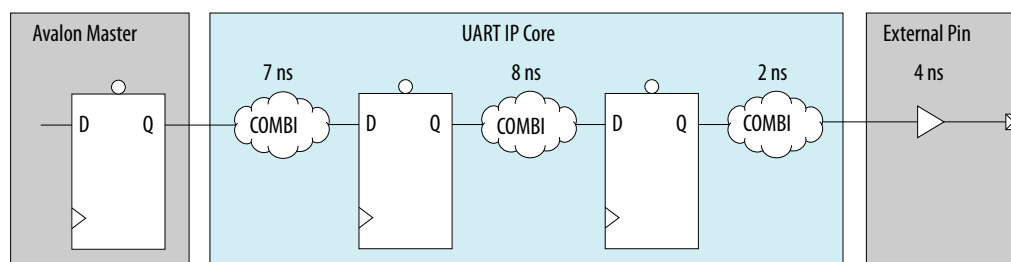 Avalon Master
UART IP Core
External Pin
7 ns
8 ns
2 ns
4 ns
D Q
COMBI
D Q
COMBI
D Q
COMBI